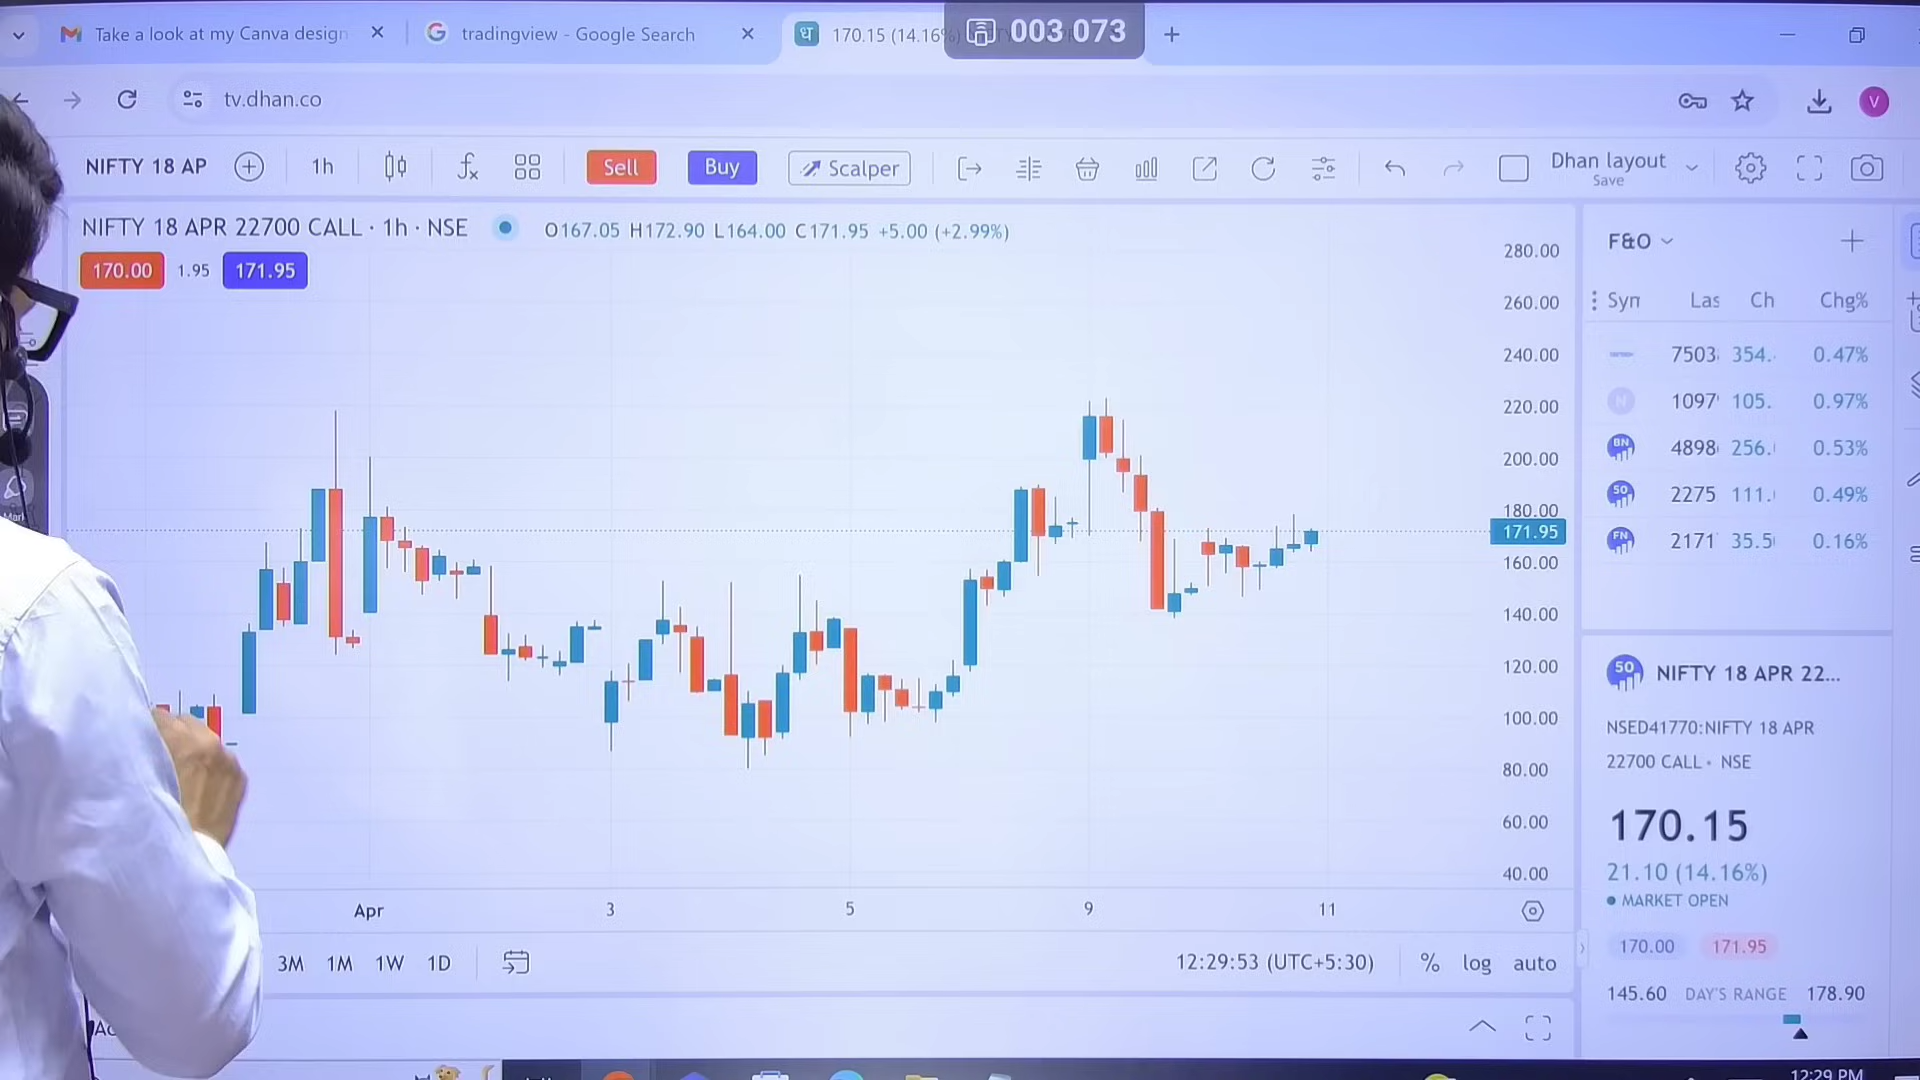 Take a look at my Canva design
tradingview - Google Search
170.15 (14.16%
003 073
tv.dhan.co
V
NIFTY 18 AP
1h
Sell
Buy
Scalper
Dhan layout
Save
NIFTY 18 APR 22700 CALL · 1h · NSE
O167.05 H172.90 L164.00 C171.95 +5.00 (+2.99%)
170.00 1.95 171.95
280.00
260.00
240.00
220.00
200.00
180.00
171.95
160.00
140.00
120.00
100.00
80.00
60.00
40.00
Apr 3 5 9 11
3M 1M 1W 1D
12:29:53 (UTC+5:30)
% log auto
F&O
Syn Las Ch Chg%
7503 354. 0.47%
N 1097 105. 0.97%
BN 4898 256. 0.53%
50 2275 111. 0.49%
FN 2171 35.5 0.16%
50 NIFTY 18 APR 22...
NSED41770:NIFTY 18 APR
22700 CALL • NSE
170.15
21.10 (14.16%)
MARKET OPEN
170.00 171.95
145.60 DAY'S RANGE 178.90
12:29 PM